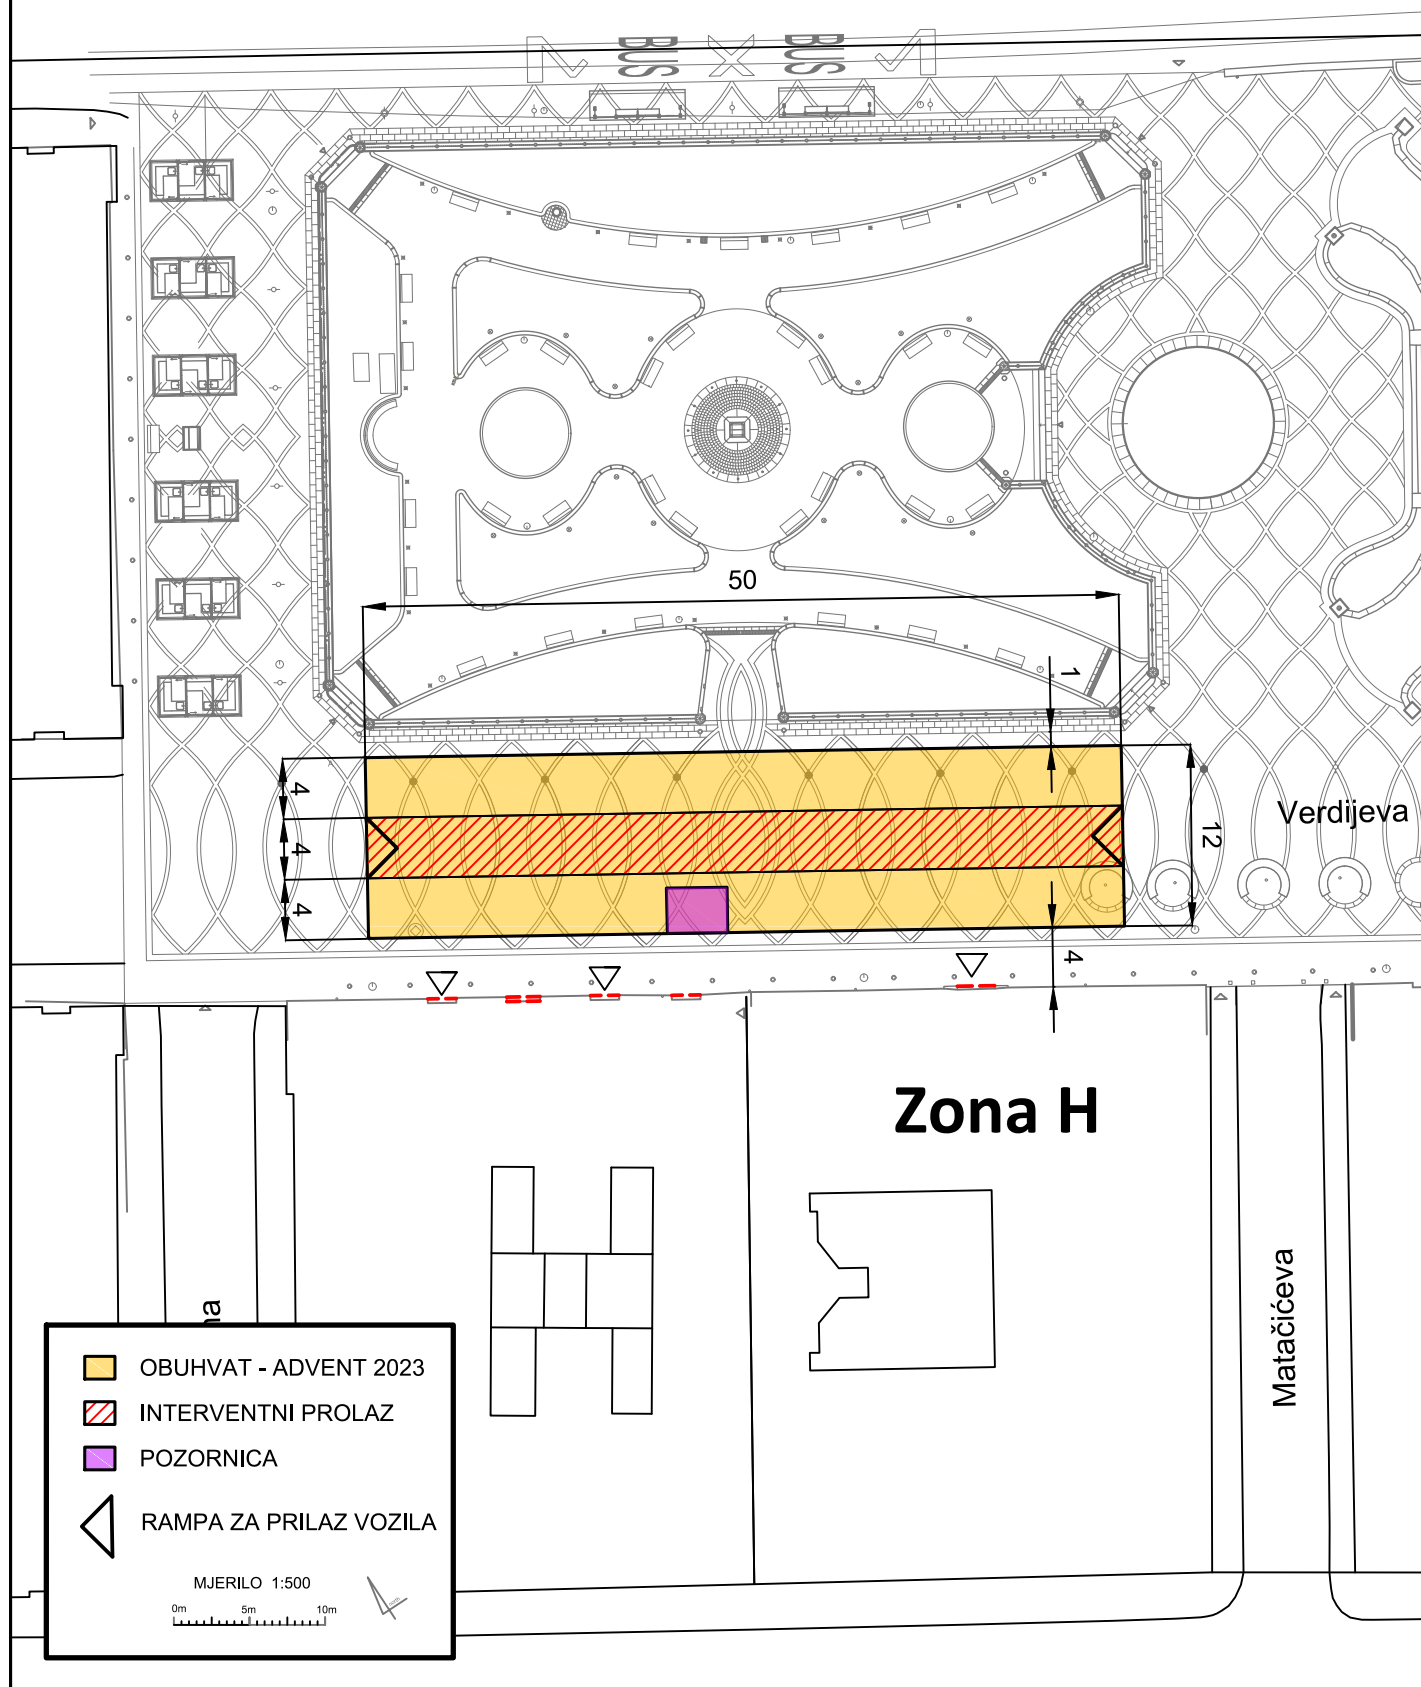 BUS
BUS
50
1
4
4
4
12
4
Verdijeva
Zona H
Matačićeva
na
OBUHVAT - ADVENT 2023
INTERVENTNI PROLAZ
POZORNICA
RAMPA ZA PRILAZ VOZILA
MJERILO 1:500
0m 5m 10m